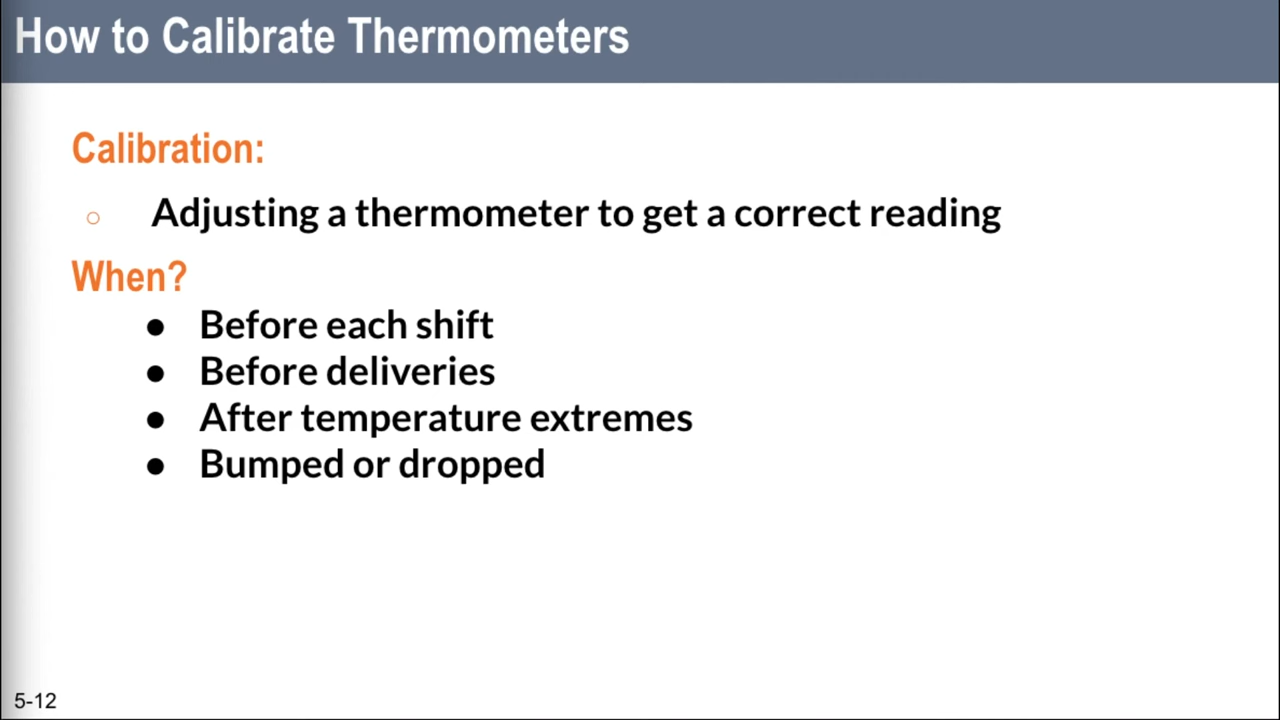 How to Calibrate Thermometers
Calibration:
○ Adjusting a thermometer to get a correct reading
When?
● Before each shift
● Before deliveries
● After temperature extremes
● Bumped or dropped
5-12